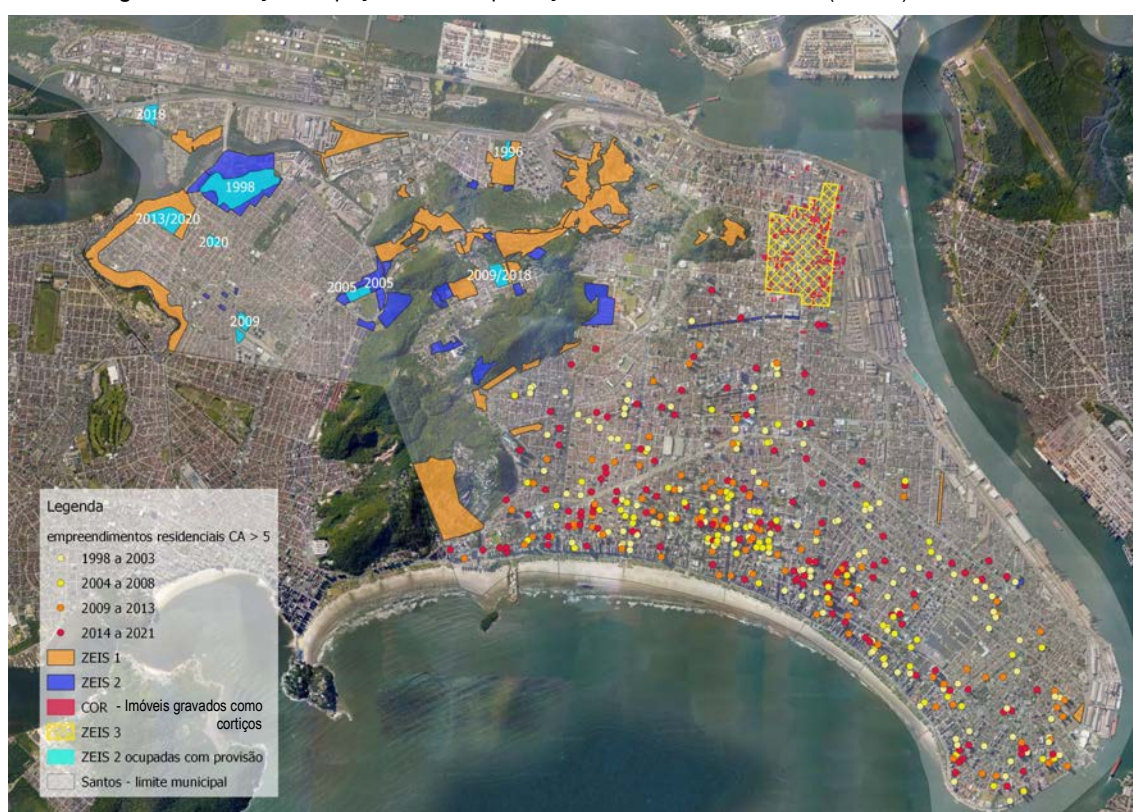 2018
1996
1998
2013/2020
2020
2005
2005
2009/2018
2009
Legenda
empreendimentos residenciais CA > 5
1998 a 2003
2004 a 2008
2009 a 2013
2014 a 2021
ZEIS 1
ZEIS 2
COR - Imóveis gravados como
cortiços
ZEIS 3
ZEIS 2 ocupadas com provisão
Santos - limite municipal